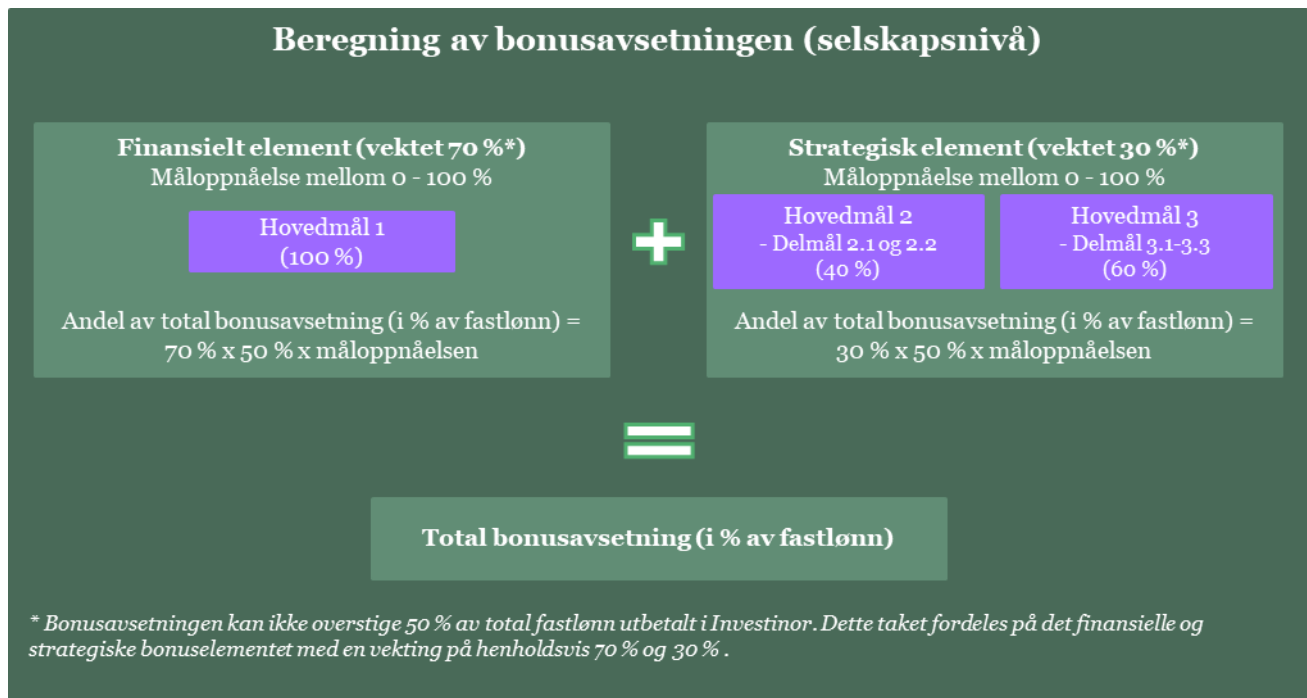 Beregning av bonusavsetningen (selskapsnivå)
Finansielt element (vektet 70 %*)
Måloppnåelse mellom 0 - 100 %
Hovedmål 1
(100 %)
Andel av total bonusavsetning (i % av fastlønn) =
70 % x 50 % x måloppnåelsen
Strategisk element (vektet 30 %*)
Måloppnåelse mellom 0 - 100 %
Hovedmål 2
- Delmål 2.1 og 2.2
(40 %)
Hovedmål 3
- Delmål 3.1-3.3
(60 %)
Andel av total bonusavsetning (i % av fastlønn) =
30 % x 50 % x måloppnåelsen
Total bonusavsetning (i % av fastlønn)
* Bonusavsetningen kan ikke overstige 50 % av total fastlønn utbetalt i Investinor. Dette taket fordeles på det finansielle og
strategiske bonuselementet med en vekting på henholdsvis 70 % og 30 % .